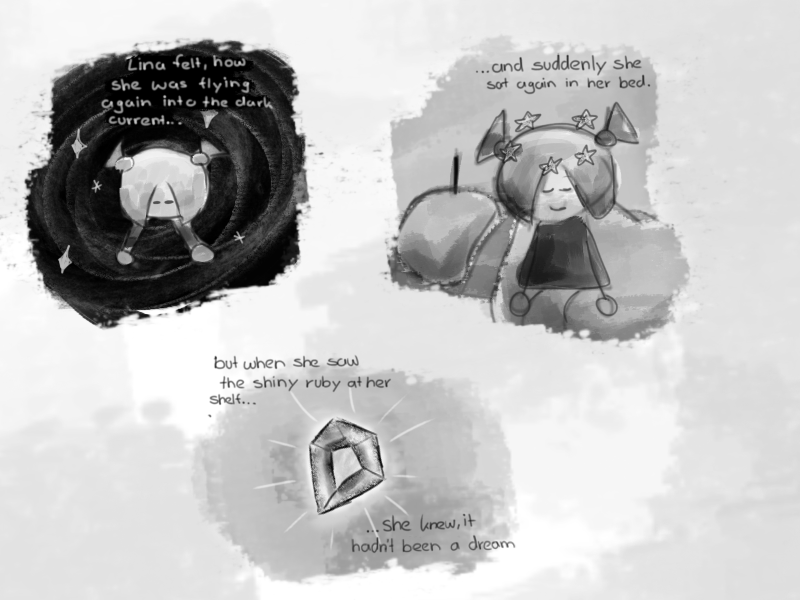 Lina felt, how
she was flying
again into the dark
current...
...and suddenly she
sat again in her bed.
but when she saw
the shiny ruby at her
shelf...
...she knew, it
hadn't been a dream